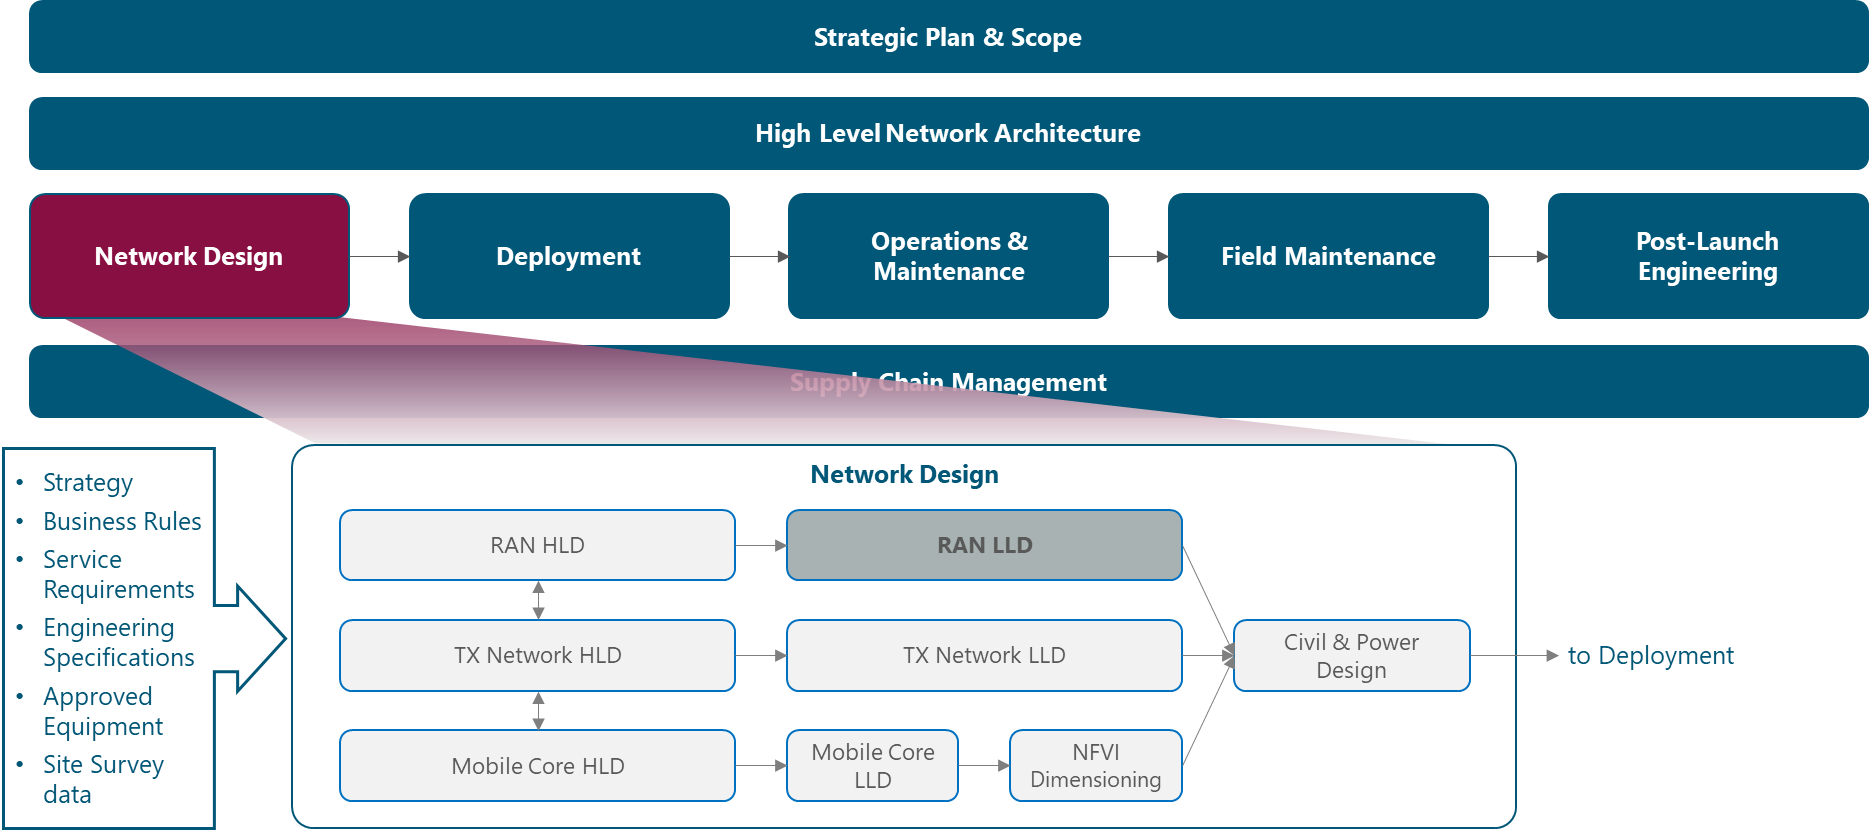 Strategic Plan & Scope
High Level Network Architecture
Network Design
Deployment
Operations &
Maintenance
Field Maintenance
Post-Launch
Engineering
Supply Chain Management
• Strategy
• Business Rules
• Service
Requirements
• Engineering
Specifications
• Approved
Equipment
• Site Survey
data
Network Design
RAN HLD
RAN LLD
TX Network HLD
TX Network LLD
Civil & Power
Design
to Deployment
Mobile Core HLD
Mobile Core
LLD
NFVI
Dimensioning